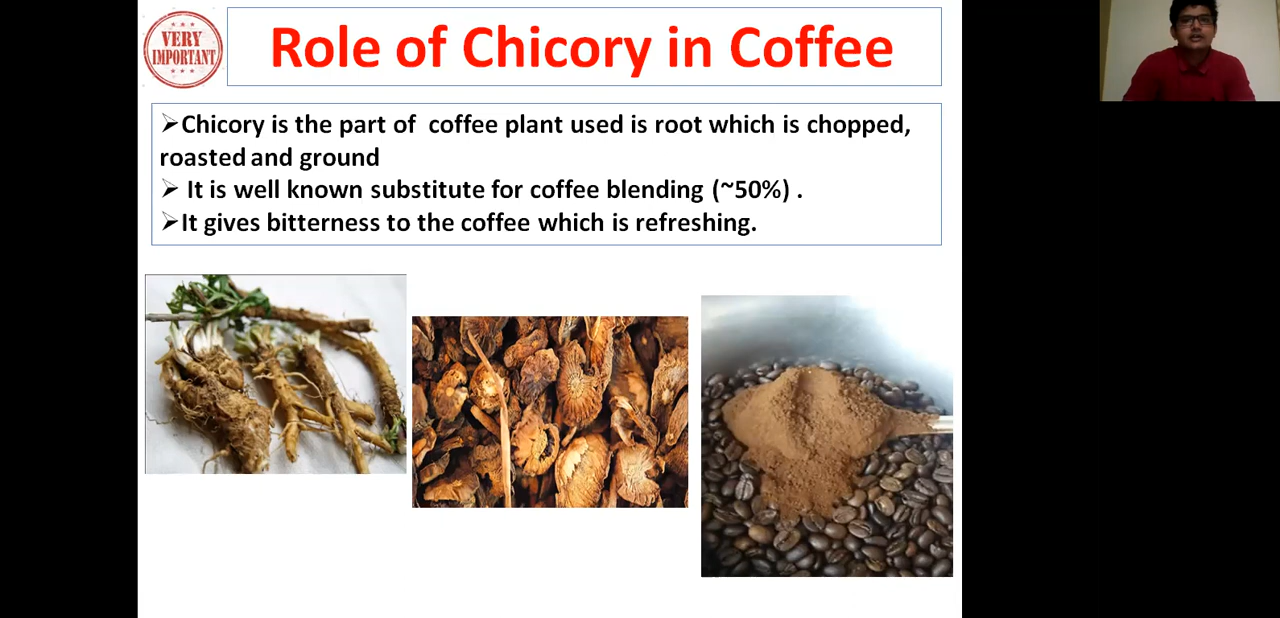 VERY
IMPORTANT
Role of Chicory in Coffee
➢Chicory is the part of coffee plant used is root which is chopped,
roasted and ground
➢ It is well known substitute for coffee blending (~50%) .
➢It gives bitterness to the coffee which is refreshing.